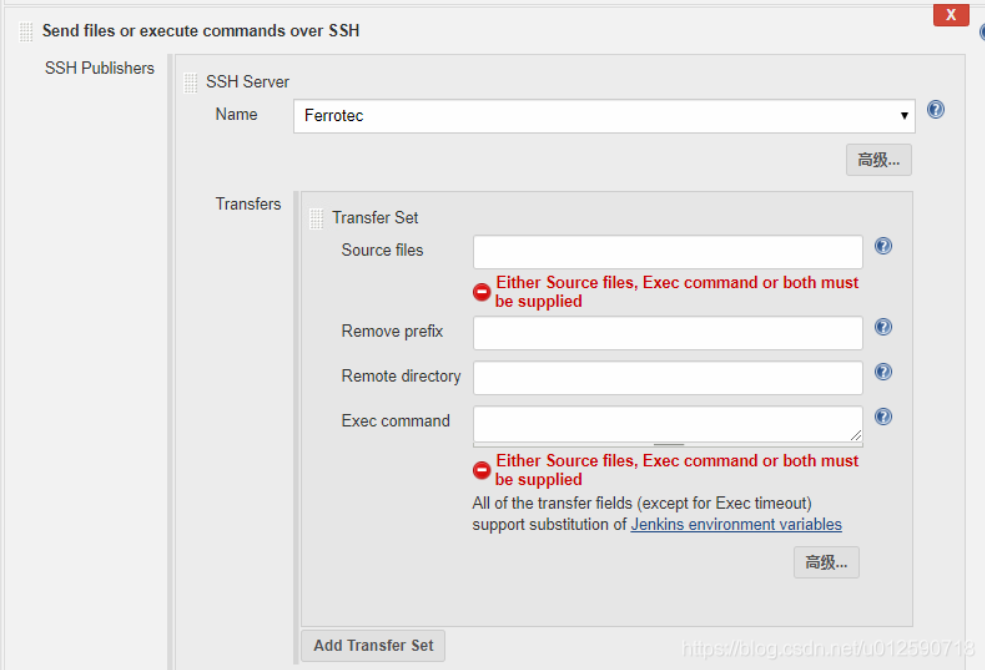 X
Send files or execute commands over SSH
SSH Publishers
SSH Server
Name
Ferrotec
高级...
Transfers
Transfer Set
Source files
Either Source files, Exec command or both must
be supplied
Remove prefix
Remote directory
Exec command
Either Source files, Exec command or both must
be supplied
All of the transfer fields (except for Exec timeout)
support substitution of Jenkins environment variables
高级...
Add Transfer Set
https://blog.csdn.net/u012590718